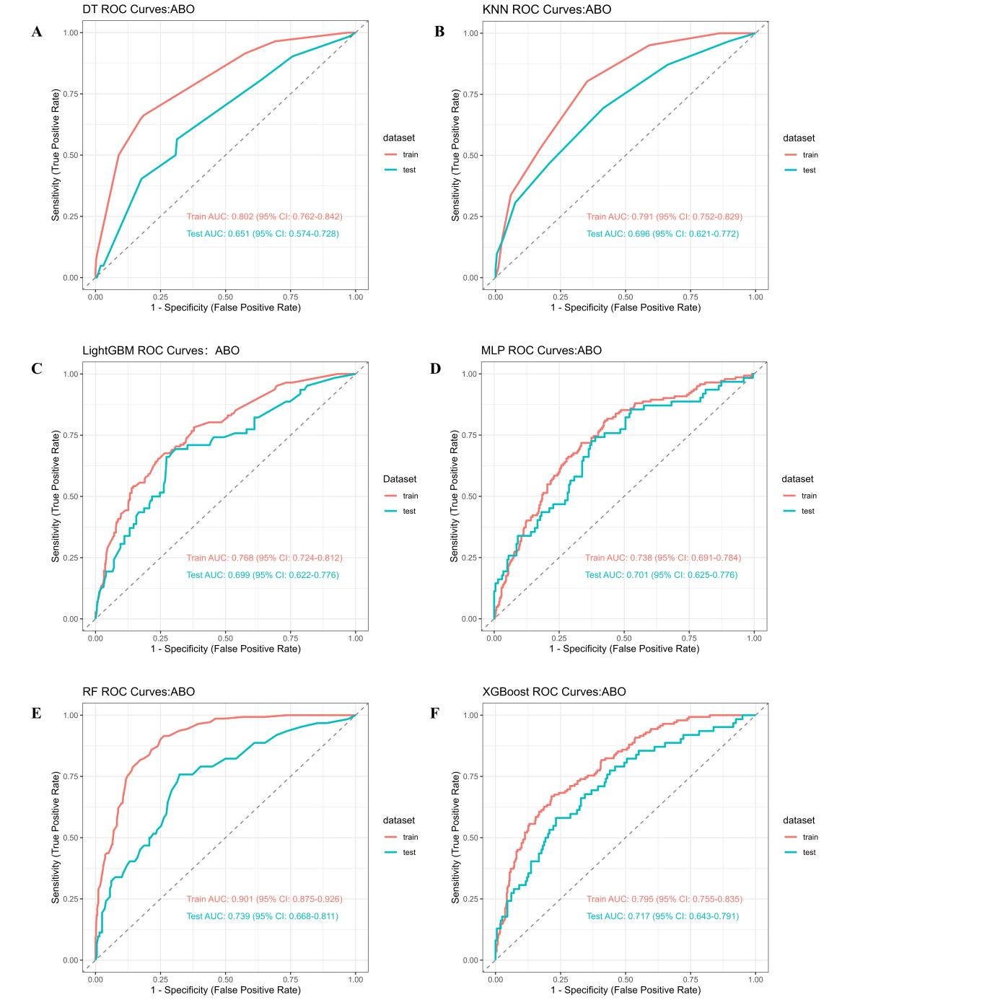 DT ROC Curves:ABO
A
1.00
0.75
0.50
0.25
0.00
Sensitivity (True Positive Rate)
Train AUC: 0.802 (95% CI: 0.762-0.842)
Test AUC: 0.651 (95% CI: 0.574-0.728)
0.00 0.25 0.50 0.75 1.00
1 - Specificity (False Positive Rate)
dataset
train
test
KNN ROC Curves:ABO
B
1.00
0.75
0.50
0.25
0.00
Sensitivity (True Positive Rate)
Train AUC: 0.791 (95% CI: 0.752-0.829)
Test AUC: 0.696 (95% CI: 0.621-0.772)
0.00 0.25 0.50 0.75 1.00
1 - Specificity (False Positive Rate)
dataset
train
test
LightGBM ROC Curves： ABO
C
1.00
0.75
0.50
0.25
0.00
Sensitivity (True Positive Rate)
Train AUC: 0.768 (95% CI: 0.724-0.812)
Test AUC: 0.699 (95% CI: 0.622-0.776)
0.00 0.25 0.50 0.75 1.00
1 - Specificity (False Positive Rate)
Dataset
train
test
MLP ROC Curves:ABO
D
1.00
0.75
0.50
0.25
0.00
Sensitivity (True Positive Rate)
Train AUC: 0.738 (95% CI: 0.691-0.784)
Test AUC: 0.701 (95% CI: 0.625-0.776)
0.00 0.25 0.50 0.75 1.00
1 - Specificity (False Positive Rate)
dataset
train
test
RF ROC Curves:ABO
E
1.00
0.75
0.50
0.25
0.00
Sensitivity (True Positive Rate)
Train AUC: 0.901 (95% CI: 0.875-0.926)
Test AUC: 0.739 (95% CI: 0.668-0.811)
0.00 0.25 0.50 0.75 1.00
1 - Specificity (False Positive Rate)
dataset
train
test
XGBoost ROC Curves:ABO
F
1.00
0.75
0.50
0.25
0.00
Sensitivity (True Positive Rate)
Train AUC: 0.795 (95% CI: 0.755-0.835)
Test AUC: 0.717 (95% CI: 0.643-0.791)
0.00 0.25 0.50 0.75 1.00
1 - Specificity (False Positive Rate)
dataset
train
test